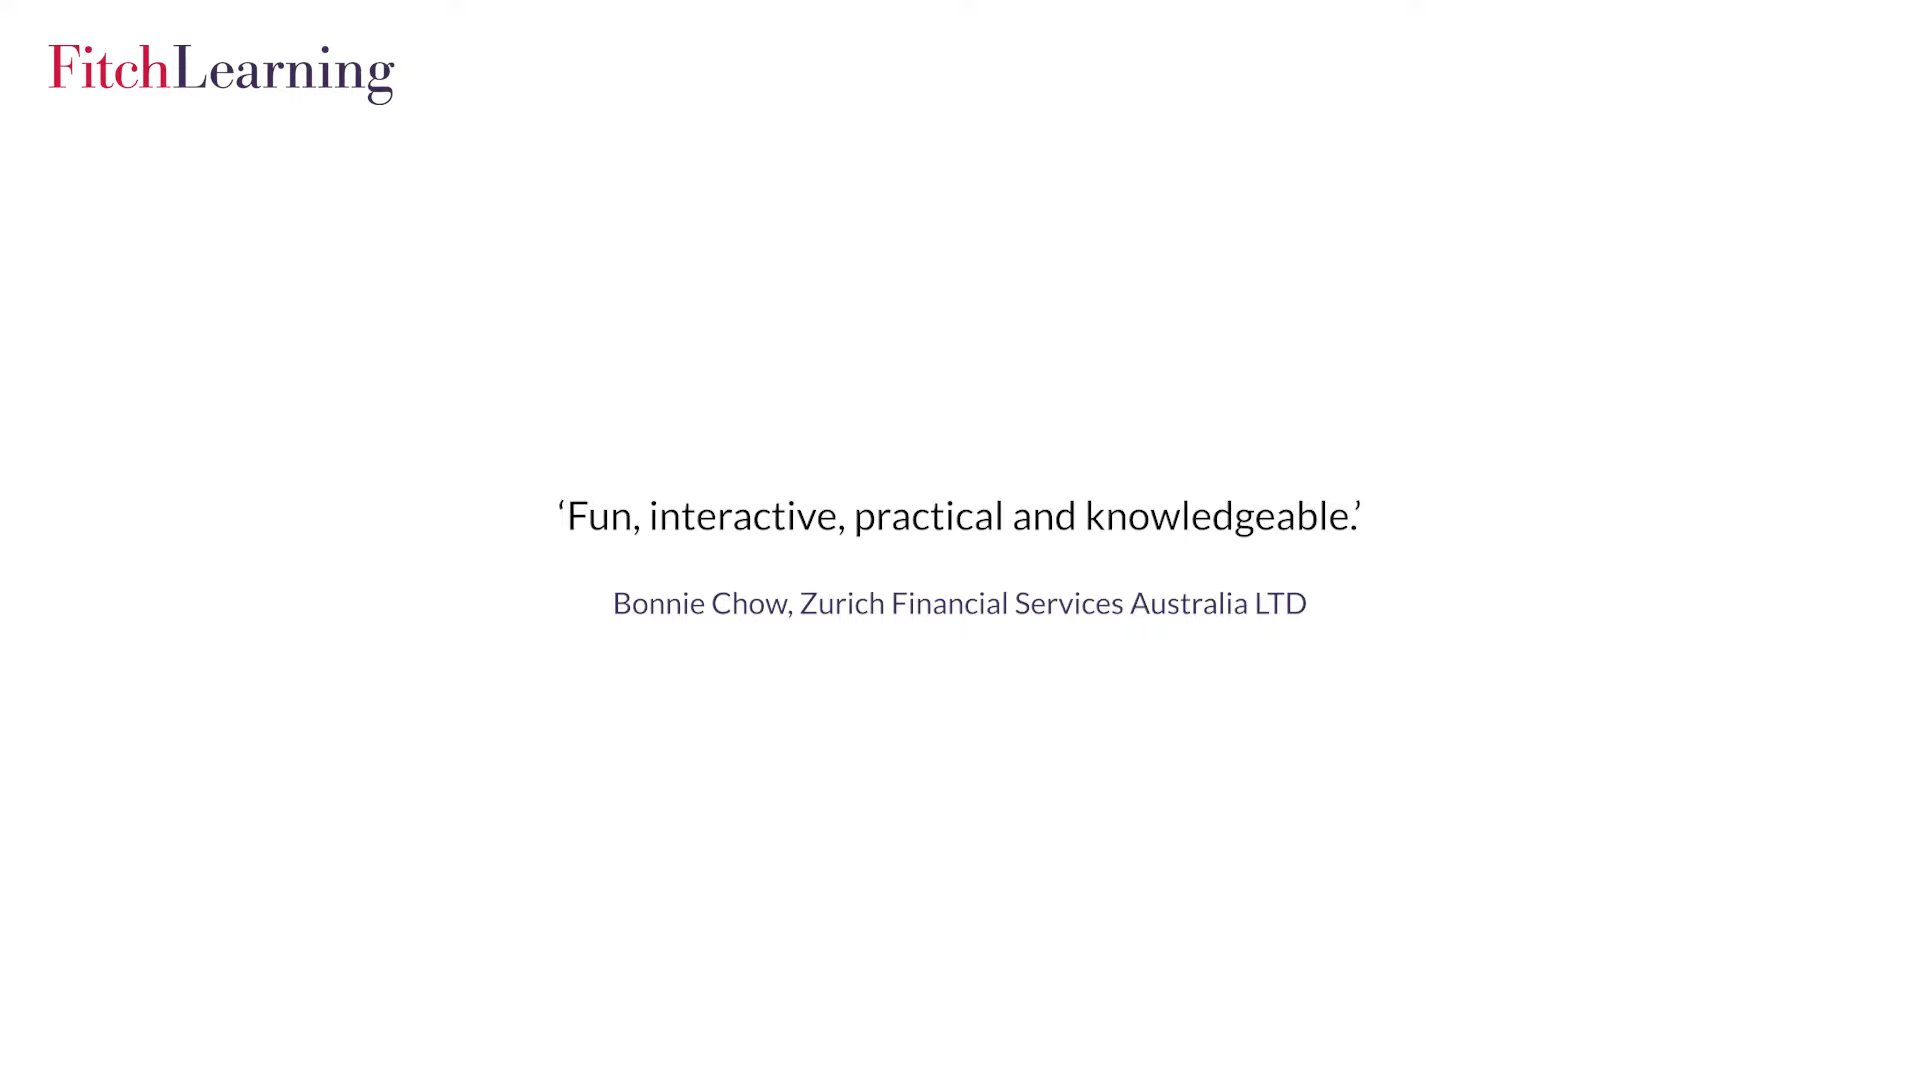 FitchLearning
‘Fun, interactive, practical and knowledgeable.’
Bonnie Chow, Zurich Financial Services Australia LTD